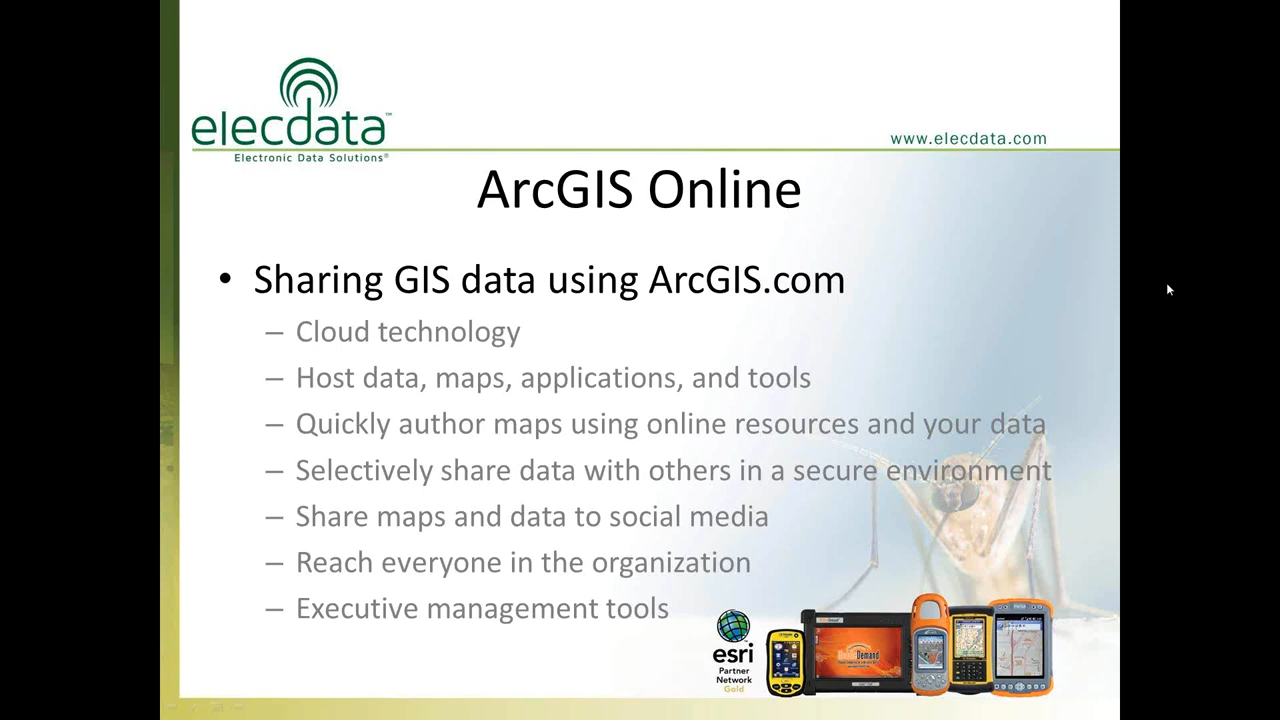 elecdata™
Electronic Data Solutions®
www.elecdata.com
ArcGIS Online
• Sharing GIS data using ArcGIS.com
– Cloud technology
– Host data, maps, applications, and tools
– Quickly author maps using online resources and your data
– Selectively share data with others in a secure environment
– Share maps and data to social media
– Reach everyone in the organization
– Executive management tools
esri
Partner
Network
Gold